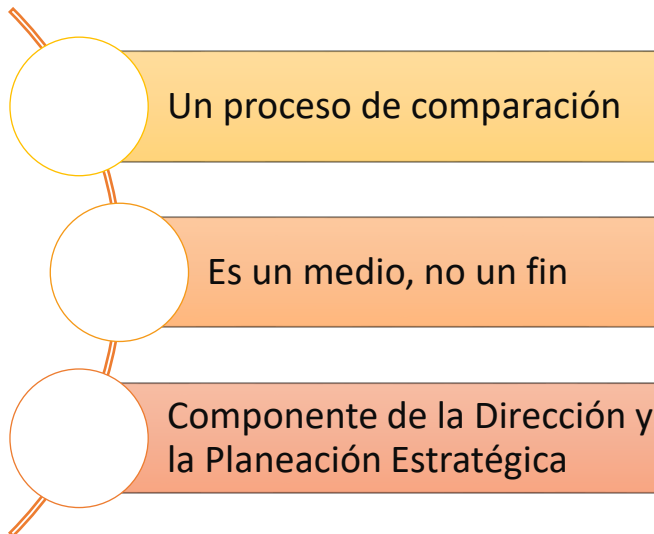 Un proceso de comparación
Es un medio, no un fin
Componente de la Dirección y
la Planeación Estratégica